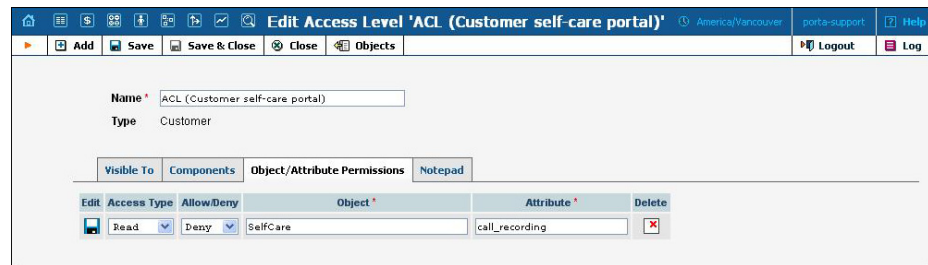 Edit Access Level 'ACL (Customer self-care portal)' America/Vancouver porta-support ? Help
Add Save Save & Close Close Objects Logout Log
Name * ACL (Customer self-care portal)
Type Customer
Visible To Components Object/Attribute Permissions Notepad
Edit Access Type Allow/Deny Object * Attribute * Delete
Read Deny SelfCare call_recording